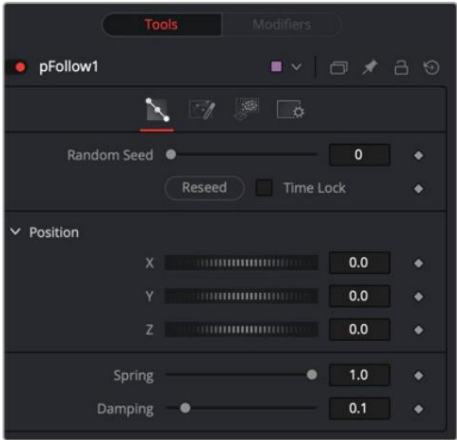 Tools Modifiers
pFollow1
Random Seed 0
Reseed Time Lock
Position
X 0.0
Y 0.0
Z 0.0
Spring 1.0
Damping 0.1